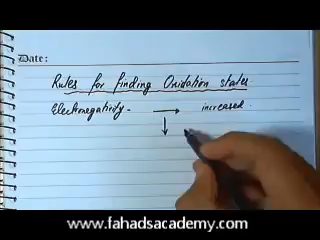 Date:
Rules for finding Oxidation states
Electronegativity. → increased.
↓
www.fahadsacademy.com